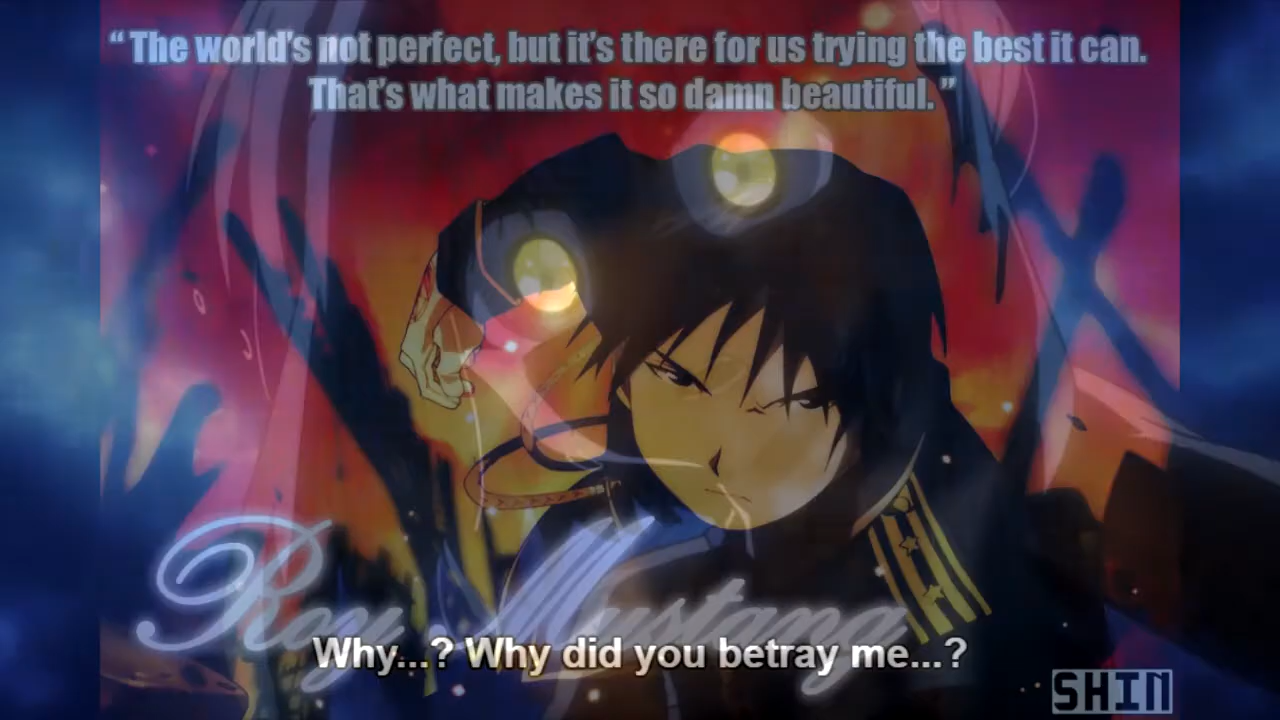 “The world's not perfect, but it's there for us trying the best it can.
That's what makes it so damn beautiful.”
Roy Mustang
Why...? Why did you betray me...?
SHIN